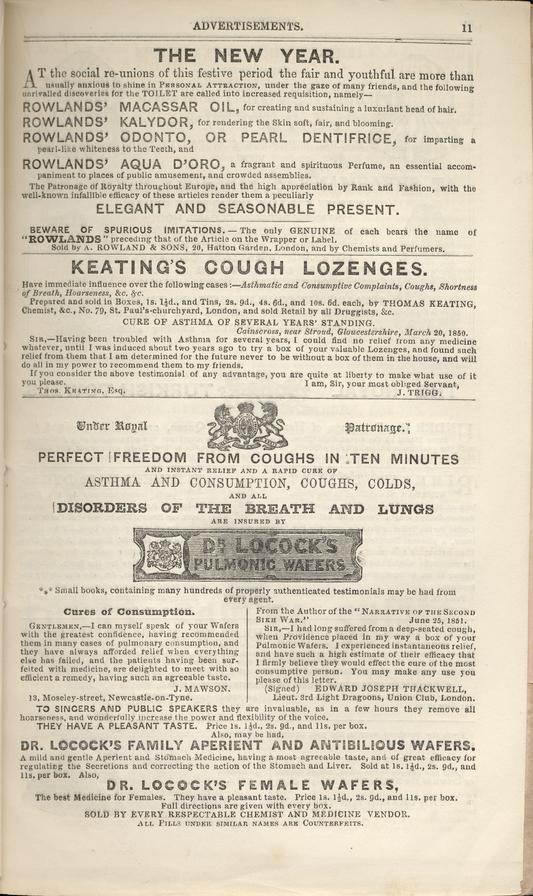 ADVERTISEMENTS. 11
THE NEW YEAR.
AT the social re-unions of this festive period the fair and youthful are more than
usually anxious to shine in PERSONAL ATTRACTION, under the gaze of many friends, and the following
unrivalled discoveries for the TOILET are called into increased requisition, namely—
ROWLANDS' MACASSAR OIL, for creating and sustaining a luxuriant head of hair.
ROWLANDS' KALYDOR, for rendering the Skin soft, fair, and blooming.
ROWLANDS' ODONTO, OR PEARL DENTIFRICE, for imparting a
pearl-like whiteness to the Teeth, and
ROWLANDS' AQUA D'ORO, a fragrant and spirituous Perfume, an essential accom-
paniment to places of public amusement, and crowded assemblies.
The Patronage of Royalty throughout Europe, and the high appreciation by Rank and Fashion, with the
well-known infallible efficacy of these articles render them a peculiarly
ELEGANT AND SEASONABLE PRESENT.
BEWARE OF SPURIOUS IMITATIONS.—The only GENUINE of each bears the name of
"ROWLANDS" preceding that of the Article on the Wrapper or Label.
Sold by A. ROWLAND & SONS, 20, Hatton Garden, London, and by Chemists and Perfumers.
KEATING'S COUGH LOZENGES.
Have immediate influence over the following cases:—Asthmatic and Consumptive Complaints, Coughs, Shortness
of Breath, Hoarseness, &c. &c.
Prepared and sold in Boxes, 1s. 1½d., and Tins, 2s. 9d., 4s. 6d., and 10s. 6d. each, by THOMAS KEATING,
Chemist, &c., No. 79, St. Paul's-churchyard, London, and sold Retail by all Druggists, &c.
CURE OF ASTHMA OF SEVERAL YEARS' STANDING.
Cainscross, near Stroud, Gloucestershire, March 20, 1850.
SIR,—Having been troubled with Asthma for several years, I could find no relief from any medicine
whatever, until I was induced about two years ago to try a box of your valuable Lozenges, and found such
relief from them that I am determined for the future never to be without a box of them in the house, and will
do all in my power to recommend them to my friends.
If you consider the above testimonial of any advantage, you are quite at liberty to make what use of it
you please. I am, Sir, your most obliged Servant,
THOS. KEATING, Esq. J. TRIGG.
Under Royal Patronage.
PERFECT FREEDOM FROM COUGHS IN TEN MINUTES
AND INSTANT RELIEF AND A RAPID CURE OF
ASTHMA AND CONSUMPTION, COUGHS, COLDS,
AND ALL
DISORDERS OF THE BREATH AND LUNGS
ARE INSURED BY
DR LOCOCK'S
PULMONIC WAFERS
*** Small books, containing many hundreds of properly authenticated testimonials may be had from
every agent.
Cures of Consumption.
GENTLEMEN,—I can myself speak of your Wafers
with the greatest confidence, having recommended
them in many cases of pulmonary consumption, and
they have always afforded relief when everything
else has failed, and the patients having been sur-
feited with medicine, are delighted to meet with so
efficient a remedy, having such an agreeable taste.
J. MAWSON.
13, Moseley-street, Newcastle-on-Tyne.
From the Author of the "NARRATIVE OF THE SECOND
SIKH WAR." June 25, 1851.
SIR,—I had long suffered from a deep-seated cough,
when Providence placed in my way a box of your
Pulmonic Wafers. I experienced instantaneous relief,
and have such a high estimate of their efficacy that
I firmly believe they would effect the cure of the most
consumptive person. You may make any use you
please of this letter.
(Signed) EDWARD JOSEPH THACKWELL,
Lieut. 3rd Light Dragoons, Union Club, London.
TO SINGERS AND PUBLIC SPEAKERS they are invaluable, as in a few hours they remove all
hoarseness, and wonderfully increase the power and flexibility of the voice.
THEY HAVE A PLEASANT TASTE. Price 1s. 1½d., 2s. 9d., and 11s. per box.
Also, may be had,
DR. LOCOCK'S FAMILY APERIENT AND ANTIBILIOUS WAFERS.
A mild and gentle Aperient and Stomach Medicine, having a most agreeable taste, and of great efficacy for
regulating the Secretions and correcting the action of the Stomach and Liver. Sold at 1s. 1½d., 2s. 9d., and
11s. per box. Also,
DR. LOCOCK'S FEMALE WAFERS,
The best Medicine for Females. They have a pleasant taste. Price 1s. 1½d., 2s. 9d., and 11s. per box.
Full directions are given with every box.
SOLD BY EVERY RESPECTABLE CHEMIST AND MEDICINE VENDOR.
ALL PILLS UNDER SIMILAR NAMES ARE COUNTERFEITS.